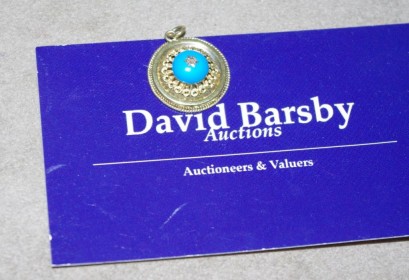 David Barsby
Auctions
Auctioneers & Valuers